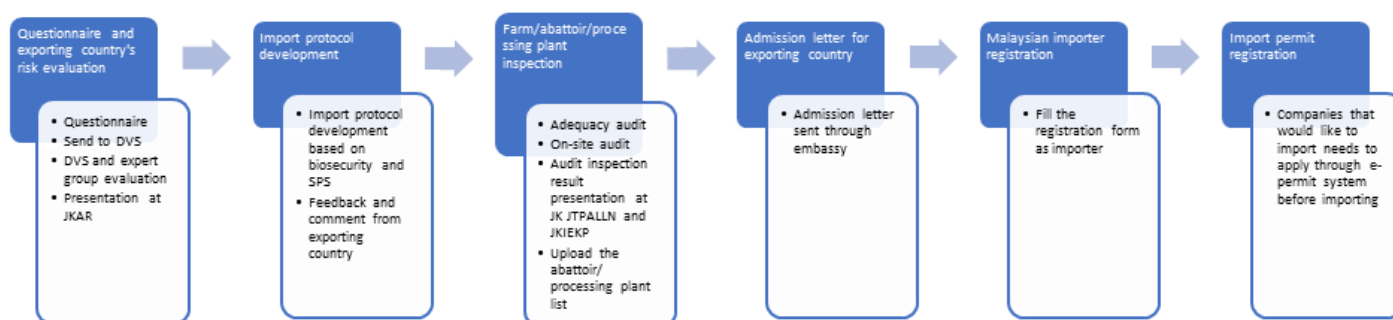 Questionnaire and
exporting country's
risk evaluation
• Questionnaire
• Send to DVS
• DVS and expert
group evaluation
• Presentation at
JKAR
Import protocol
development
• Import protocol
development
based on
biosecurity and
SPS
• Feedback and
comment from
exporting
country
Farm/abattoir/proce
ssing plant
inspection
• Adequacy audit
• On-site audit
• Audit inspection
result
presentation at
JK JTPALLN and
JKIEKP
• Upload the
abattoir/
processing plant
list
Admission letter for
exporting country
• Admission letter
sent through
embassy
Malaysian importer
registration
• Fill the
registration form
as importer
Import permit
registration
• Companies that
would like to
import needs to
apply through e-
permit system
before importing